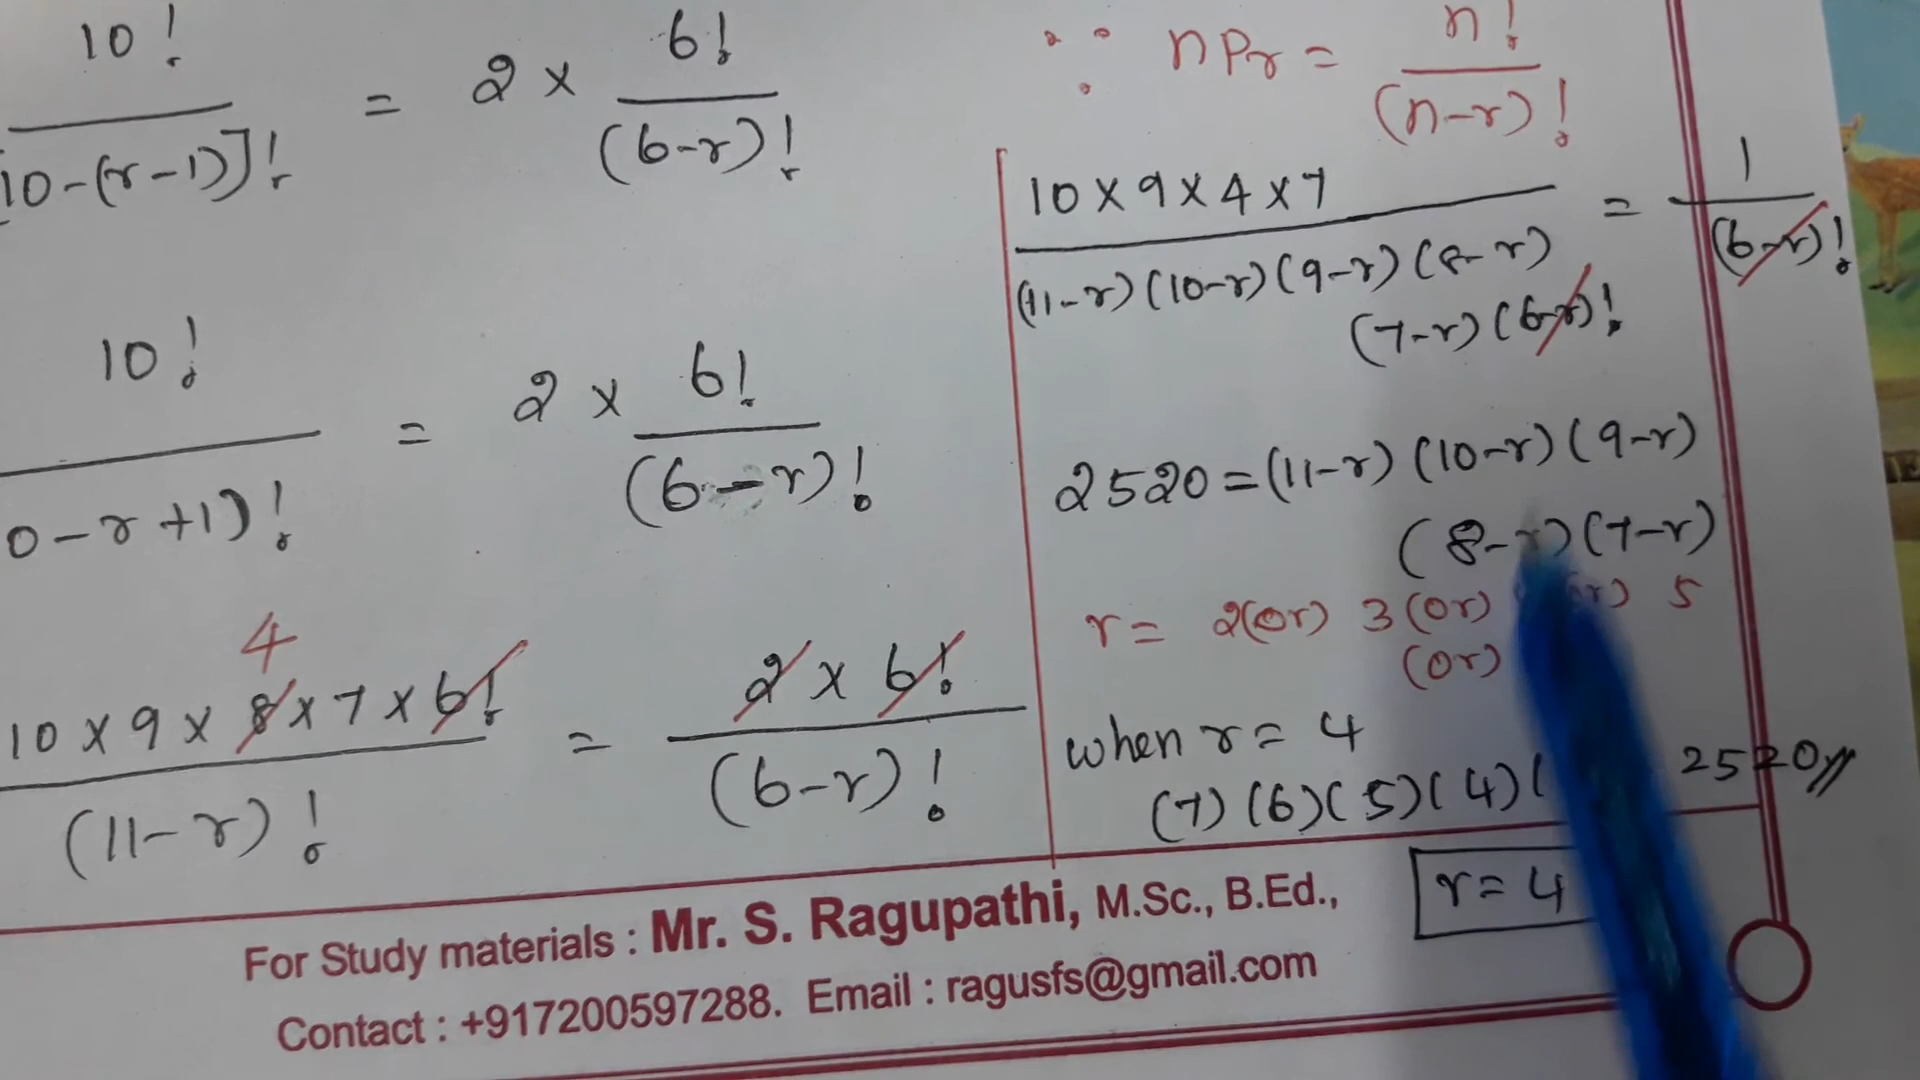 10! / [10-(r-1)]! = 2 × 6! / (6-r)!
10! / 0-r+1)! = 2 × 6! / (6-r)!
4
10 × 9 × 8 × 7 × 6! / (11-r)! = 2 × 6! / (6-r)!
∵ nPr = n! / (n-r)!
10 × 9 × 4 × 7 / (11-r)(10-r)(9-r)(8-r) = 1 / (6-r)!
(7-r)(6-r)!
2520 = (11-r)(10-r)(9-r)
(8-r)(7-r)
r = 2(or) 3(or) 5
(or)
when r = 4
(7)(6)(5)(4)( 2520
r = 4
For Study materials : Mr. S. Ragupathi, M.Sc., B.Ed.,
Contact : +917200597288. Email : ragusfs@gmail.com